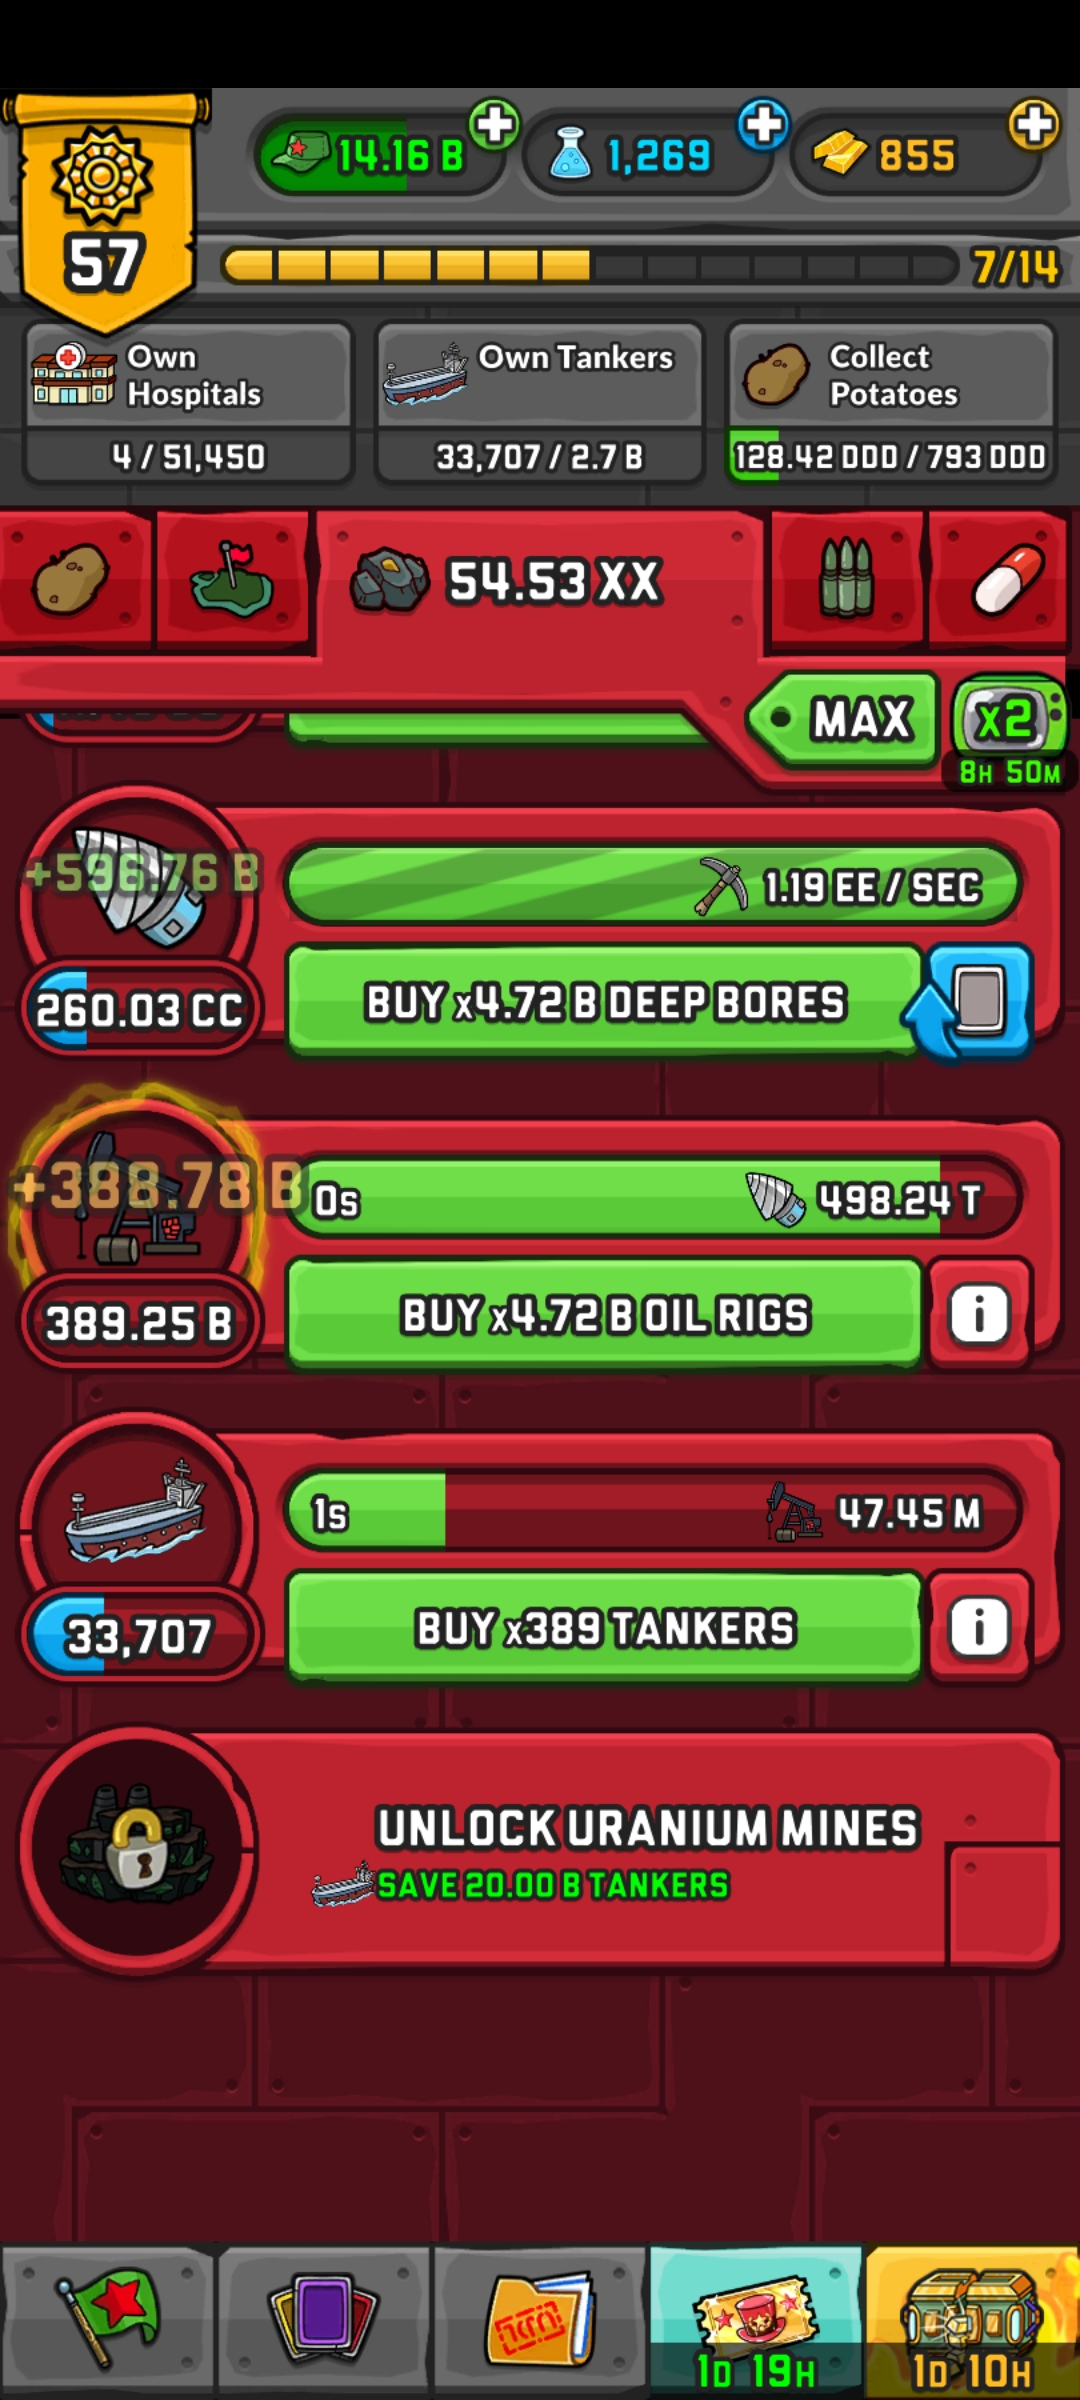 14.16 B
1,269
855
57
7/14
Own
Hospitals
4 / 51,450
Own Tankers
33,707 / 2.7 B
Collect
Potatoes
128.42 DDD / 793 DDD
54.53 XX
MAX
x2
8H 50M
+596.76 B
1.19 EE / SEC
260.03 CC
BUY x4.72 B DEEP BORES
+388.78 B
0s
498.24 T
389.25 B
BUY x4.72 B OIL RIGS
i
1s
47.45 M
33,707
BUY x389 TANKERS
i
UNLOCK URANIUM MINES
SAVE 20.00 B TANKERS
1D 19H
1D 10H